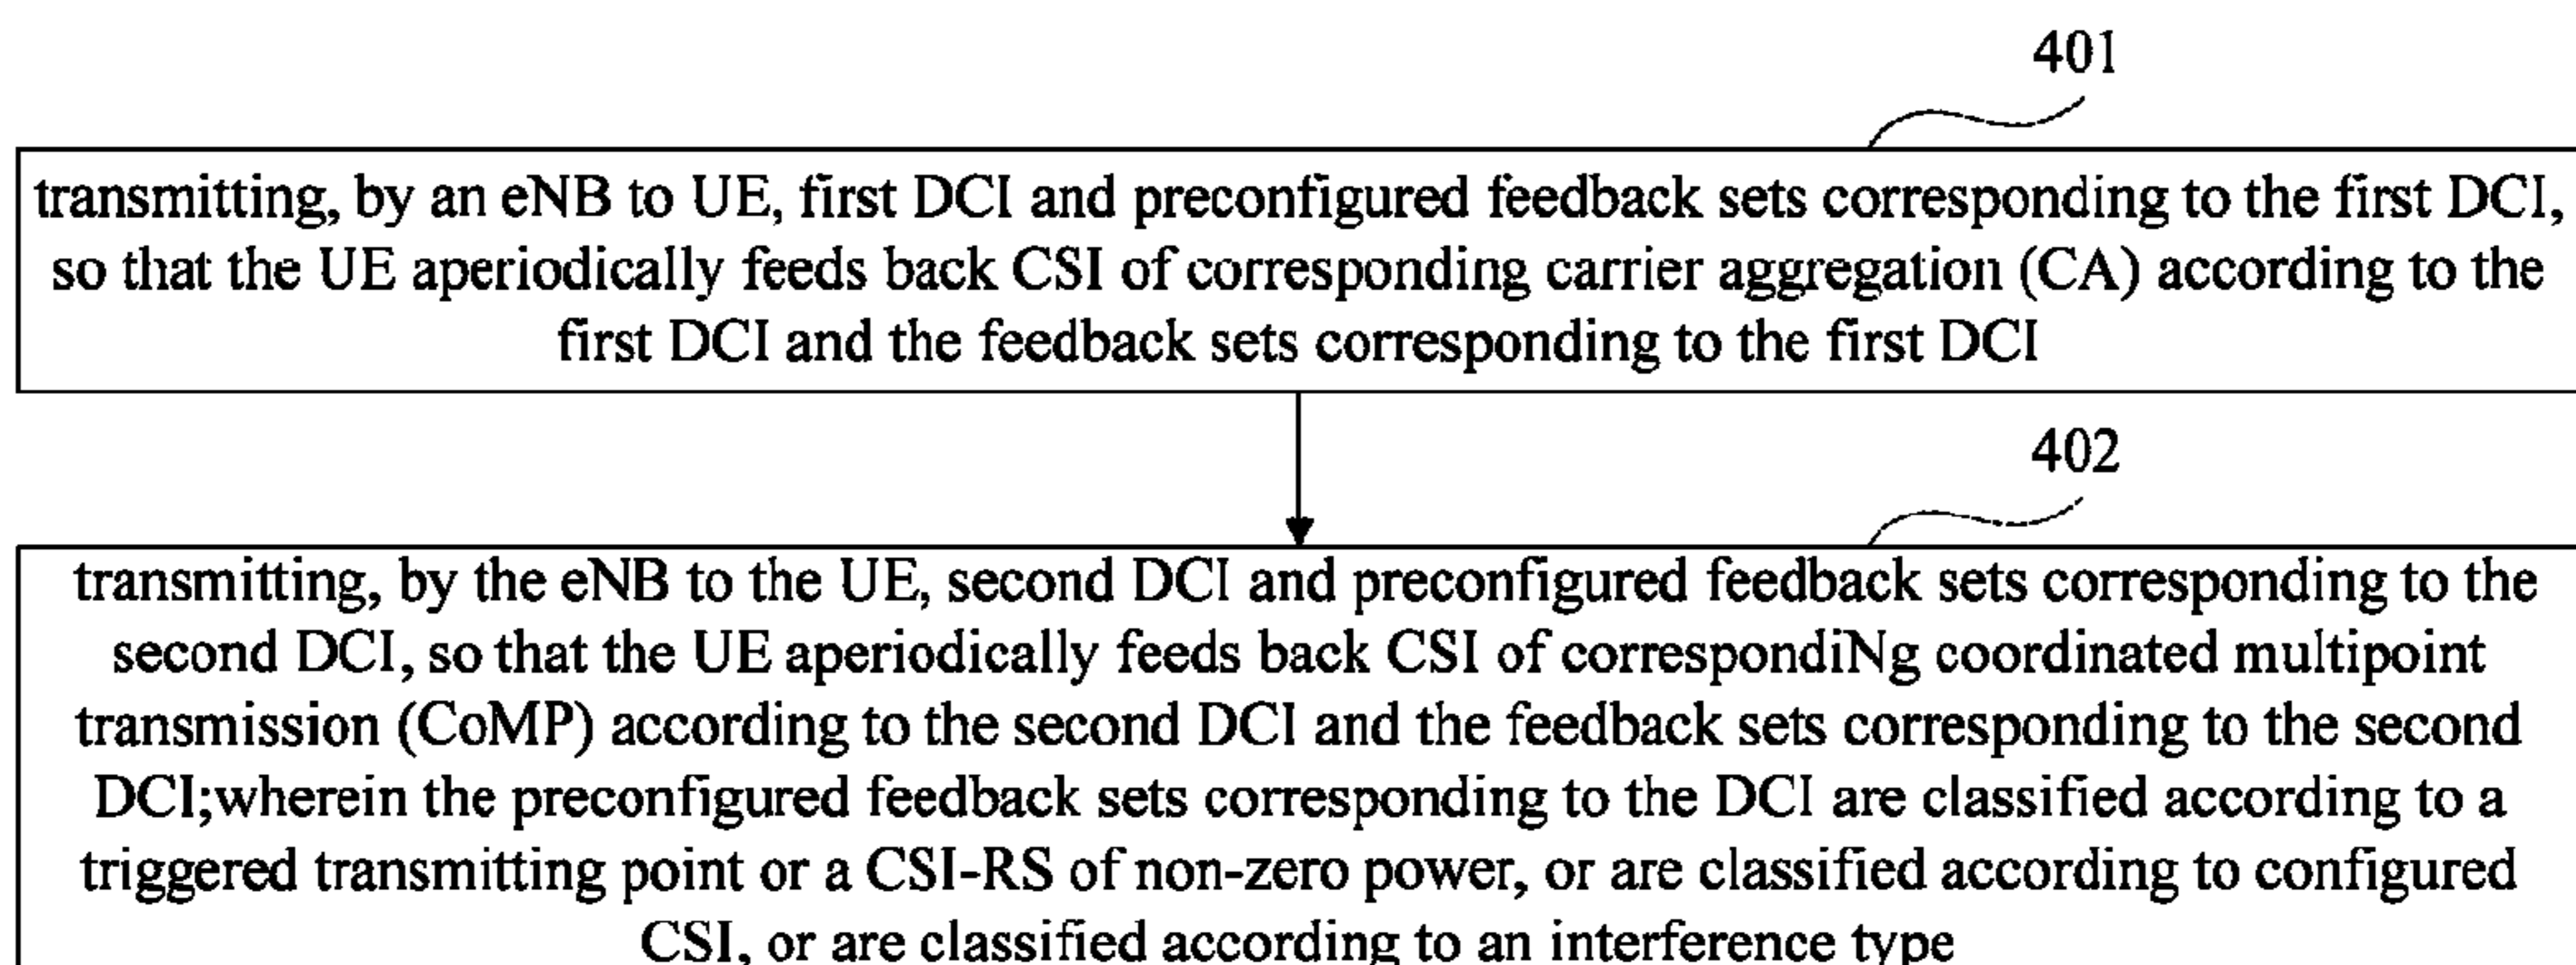 401
transmitting, by an eNB to UE, first DCI and preconfigured feedback sets corresponding to the first DCI,
so that the UE aperiodically feeds back CSI of corresponding carrier aggregation (CA) according to the
first DCI and the feedback sets corresponding to the first DCI
402
transmitting, by the eNB to the UE, second DCI and preconfigured feedback sets corresponding to the
second DCI, so that the UE aperiodically feeds back CSI of correspondiNg coordinated multipoint
transmission (CoMP) according to the second DCI and the feedback sets corresponding to the second
DCI;wherein the preconfigured feedback sets corresponding to the DCI are classified according to a
triggered transmitting point or a CSI-RS of non-zero power, or are classified according to configured
CSI, or are classified according to an interference type